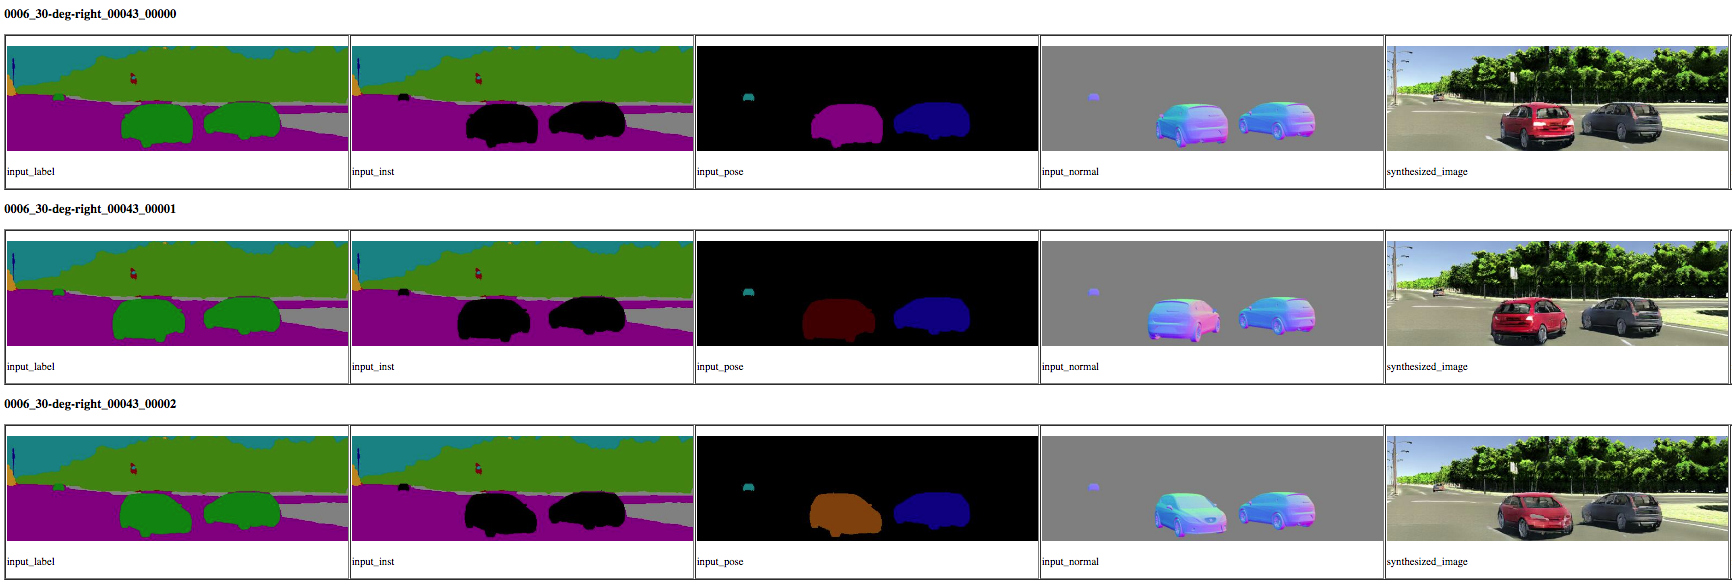 0006_30-deg-right_00043_00000
input_label input_inst input_pose input_normal synthesized_image
0006_30-deg-right_00043_00001
input_label input_inst input_pose input_normal synthesized_image
0006_30-deg-right_00043_00002
input_label input_inst input_pose input_normal synthesized_image